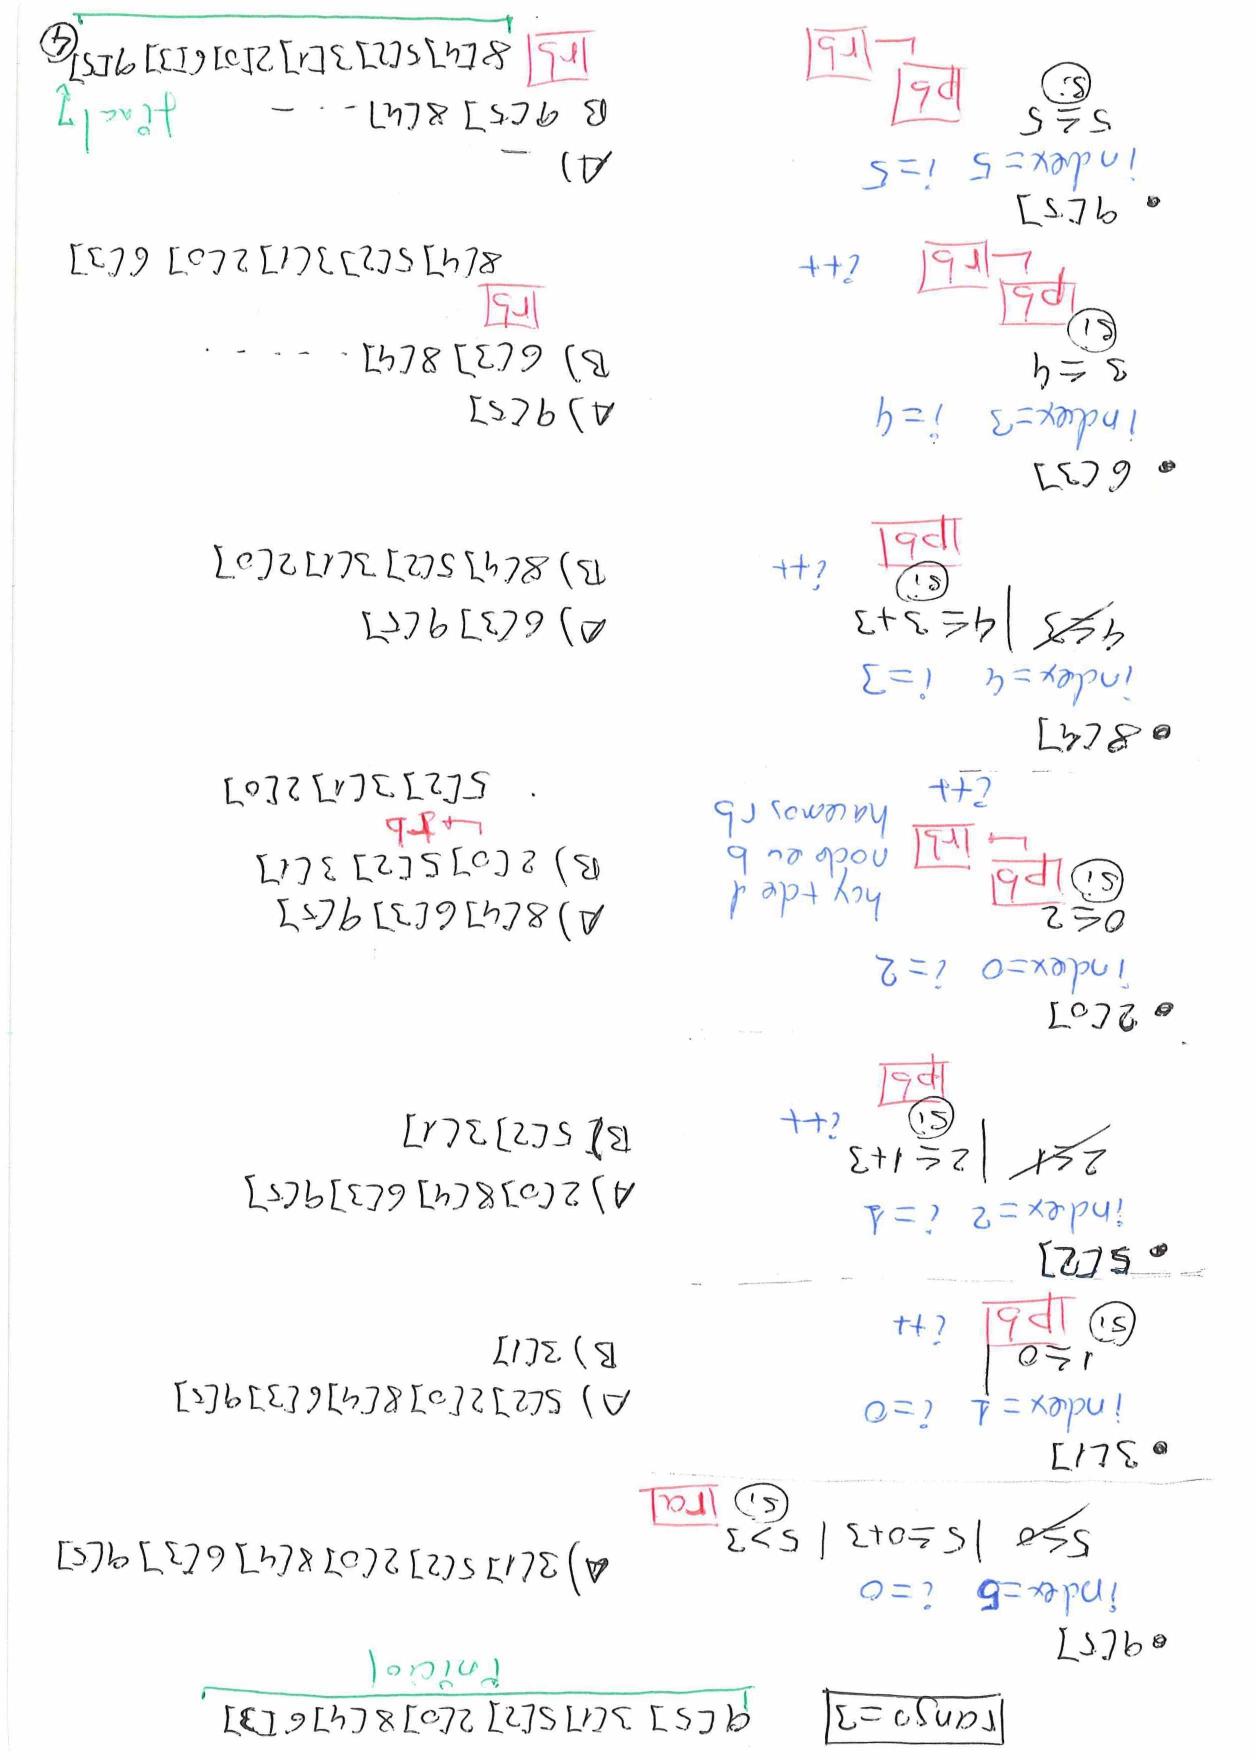 rango=3 9[5] 3[1] 5[2] 2[0] 8[4] 6[3]
inicial
• 9[5]
index=5 i=0
5≤0 | 5≤0+3 | 5>3
si ra
A) 3[1] 5[2] 2[0] 8[4] 6[3] 9[5]
• 3[1]
index=1 i=0
1≤0 |
si pb i++
A) 5[2] 2[0] 8[4] 6[3] 9[5]
B) 3[1]
• 5[2]
index=2 i=1
2≤1 | 2≤1+3
si i++
pb
A) 2[0] 8[4] 6[3] 9[5]
B) 5[2] 3[1]
• 2[0]
index=0 i=2
0≤2
si pb
rb
hay + de 1
nodo en b
hacemos rb
i++
A) 8[4] 6[3] 9[5]
B) 2[0] 5[2] 3[1]
↳ rb
5[2] 3[1] 2[0]
• 8[4]
index=4 i=3
4≤3 | 4≤3+3
si i++
pb
A) 6[3] 9[5]
B) 8[4] 5[2] 3[1] 2[0]
• 6[3]
index=3 i=4
3≤4
si
pb
rb i++
A) 9[5]
B) 6[3] 8[4] - - - - .
rb
8[4] 5[2] 3[1] 2[0] 6[3]
• 9[5]
index=5 i=5
5≤5
si pb
rb
A) _
B 9[5] 8[4] - . -
final
rb 8[4] 5[2] 3[1] 2[0] 6[3] 9[5]
4